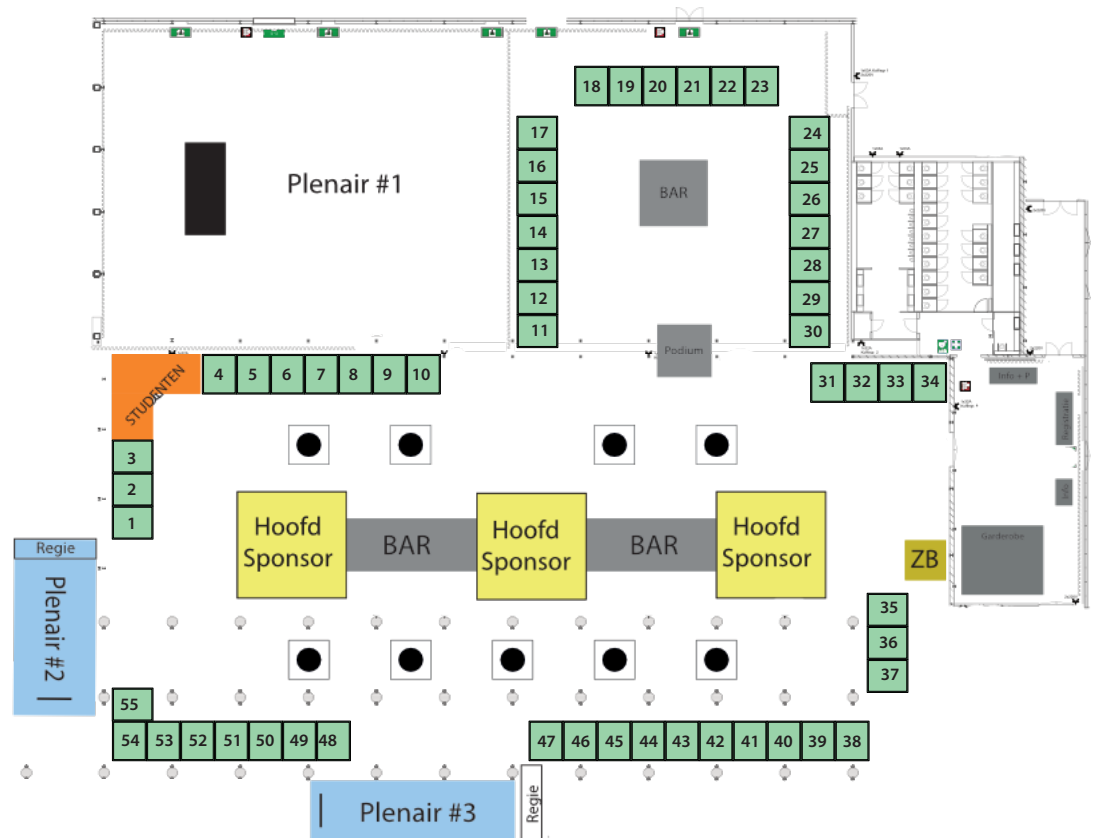 18 19 20 21 22 23
17
16
15
14
13
12
11
24
25
26
27
28
29
30
Plenair #1
BAR
Podium
STUDENTEN
4 5 6 7 8 9 10
31 32 33 34
Info + P
Registratie
Info
Garderobe
3
2
1
Hoofd
Sponsor
BAR
Hoofd
Sponsor
BAR
Hoofd
Sponsor
ZB
Regie
Plenair #2
35
36
37
55
54 53 52 51 50 49 48
47 46 45 44 43 42 41 40 39 38
Plenair #3
Regie